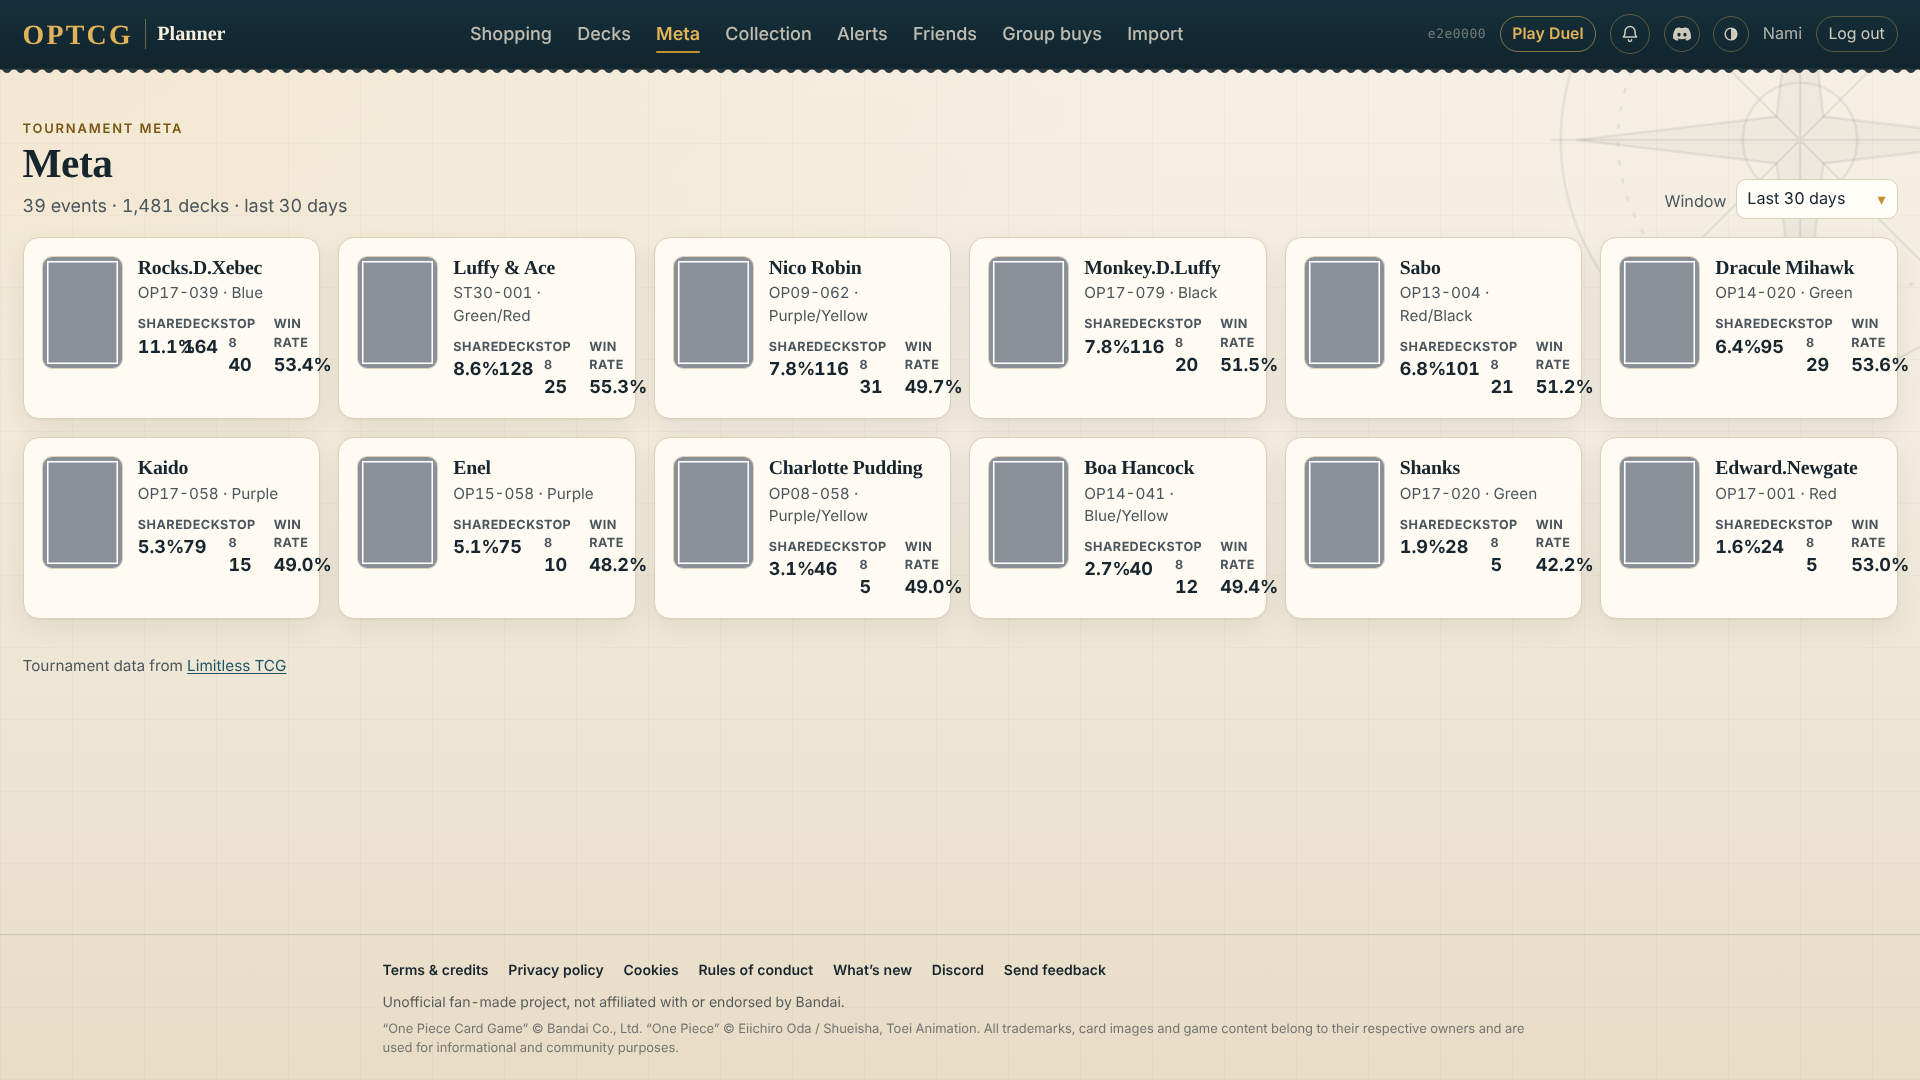 OPTCG Planner Shopping Decks Meta Collection Alerts Friends Group buys Import e2e0000 Play Duel Nami Log out
TOURNAMENT META
Meta
39 events · 1,481 decks · last 30 days
Window Last 30 days
Rocks.D.Xebec
OP17-039 · Blue
SHARE DECKS TOP 8 WIN RATE
11.1% 164 40 53.4%
Luffy & Ace
ST30-001 ·
Green/Red
SHARE DECKS TOP 8 WIN RATE
8.6% 128 25 55.3%
Nico Robin
OP09-062 ·
Purple/Yellow
SHARE DECKS TOP 8 WIN RATE
7.8% 116 31 49.7%
Monkey.D.Luffy
OP17-079 · Black
SHARE DECKS TOP 8 WIN RATE
7.8% 116 20 51.5%
Sabo
OP13-004 ·
Red/Black
SHARE DECKS TOP 8 WIN RATE
6.8% 101 21 51.2%
Dracule Mihawk
OP14-020 · Green
SHARE DECKS TOP 8 WIN RATE
6.4% 95 29 53.6%
Kaido
OP17-058 · Purple
SHARE DECKS TOP 8 WIN RATE
5.3% 79 15 49.0%
Enel
OP15-058 · Purple
SHARE DECKS TOP 8 WIN RATE
5.1% 75 10 48.2%
Charlotte Pudding
OP08-058 ·
Purple/Yellow
SHARE DECKS TOP 8 WIN RATE
3.1% 46 5 49.0%
Boa Hancock
OP14-041 ·
Blue/Yellow
SHARE DECKS TOP 8 WIN RATE
2.7% 40 12 49.4%
Shanks
OP17-020 · Green
SHARE DECKS TOP 8 WIN RATE
1.9% 28 5 42.2%
Edward.Newgate
OP17-001 · Red
SHARE DECKS TOP 8 WIN RATE
1.6% 24 5 53.0%
Tournament data from Limitless TCG
Terms & credits Privacy policy Cookies Rules of conduct What’s new Discord Send feedback
Unofficial fan-made project, not affiliated with or endorsed by Bandai.
“One Piece Card Game” © Bandai Co., Ltd. “One Piece” © Eiichiro Oda / Shueisha, Toei Animation. All trademarks, card images and game content belong to their respective owners and are
used for informational and community purposes.